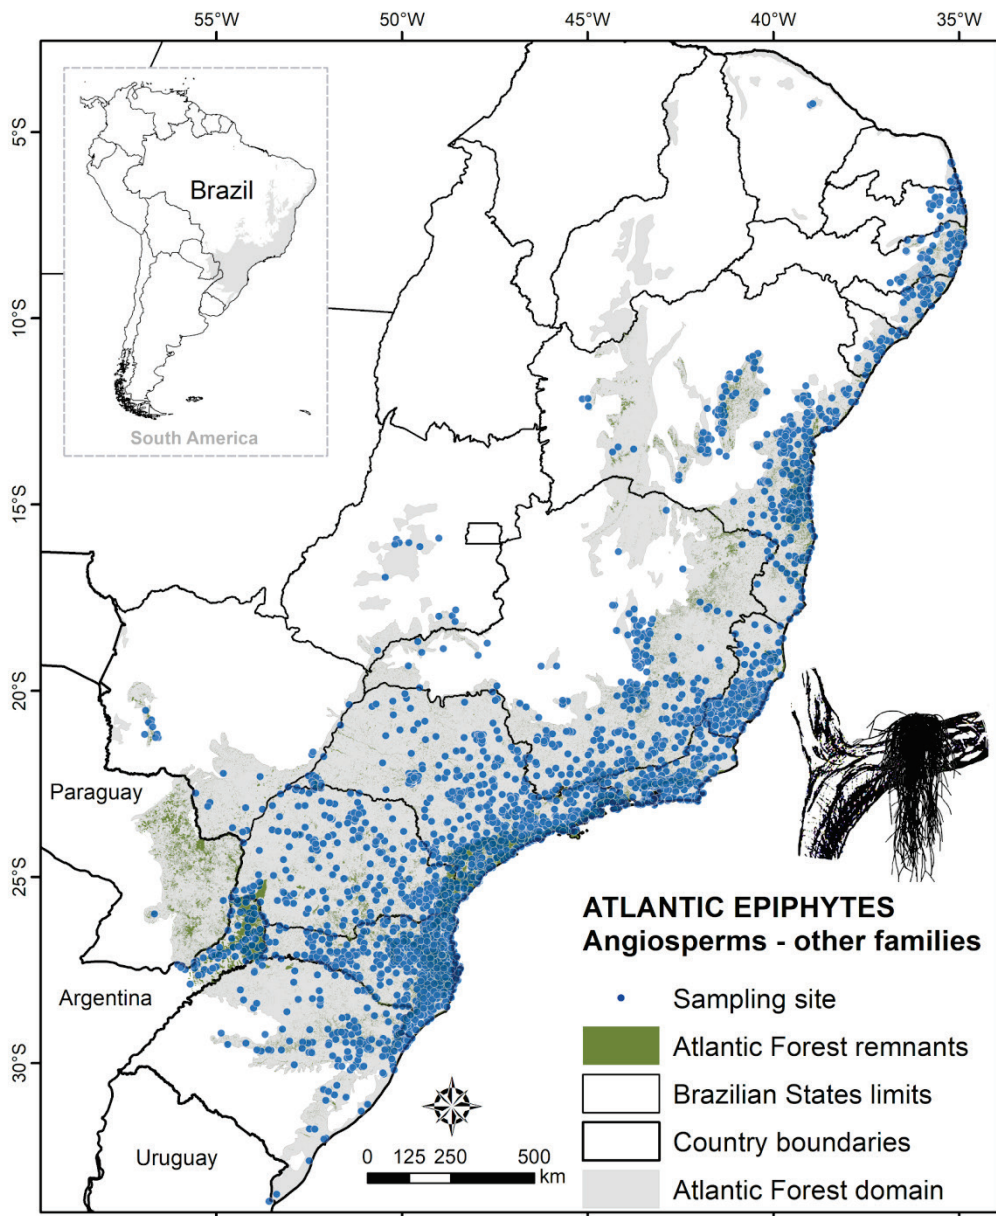 55°W 50°W 45°W 40°W 35°W
5°S
10°S
15°S
20°S
25°S
30°S
Brazil
South America
Paraguay
Argentina
Uruguay
ATLANTIC EPIPHYTES
Angiosperms - other families
Sampling site
Atlantic Forest remnants
Brazilian States limits
Country boundaries
Atlantic Forest domain
0 125 250 500
km